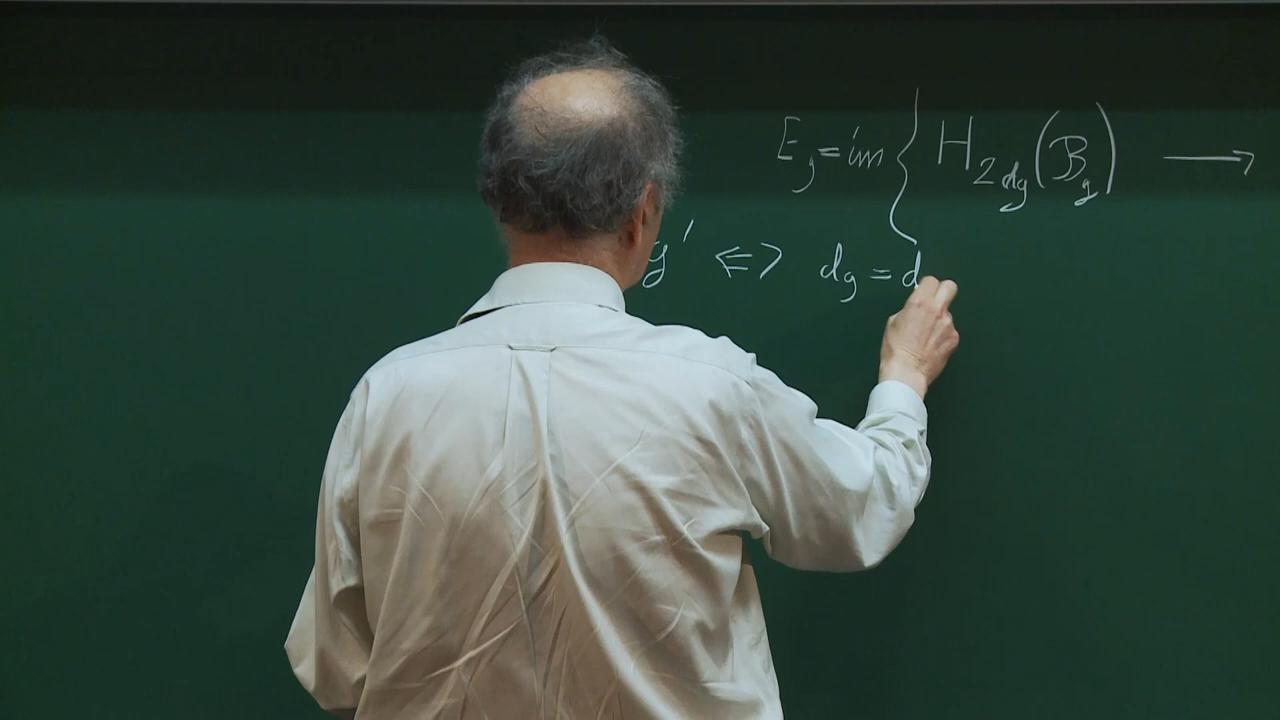 E_g = im { H_{2d_g}(B_g) →
g' ⇔ d_g = d